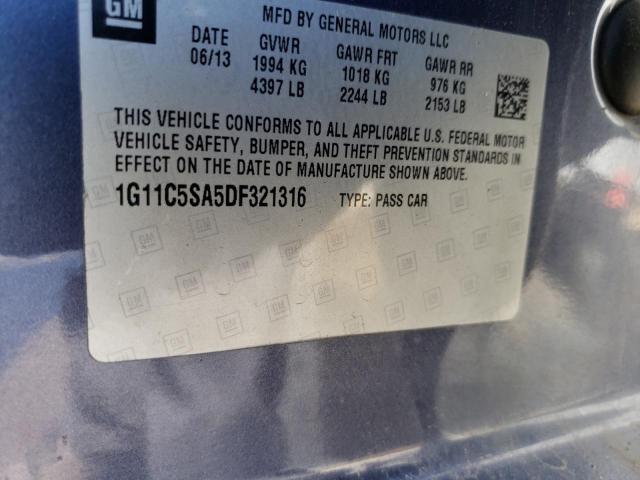 GM
MFD BY GENERAL MOTORS LLC
DATE GVWR GAWR FRT GAWR RR
06/13 1994 KG 1018 KG 976 KG
4397 LB 2244 LB 2153 LB
THIS VEHICLE CONFORMS TO ALL APPLICABLE U.S. FEDERAL MOTOR
VEHICLE SAFETY, BUMPER, AND THEFT PREVENTION STANDARDS IN
EFFECT ON THE DATE OF MANUFACTURE SHOWN ABOVE.
1G11C5SA5DF321316 TYPE: PASS CAR